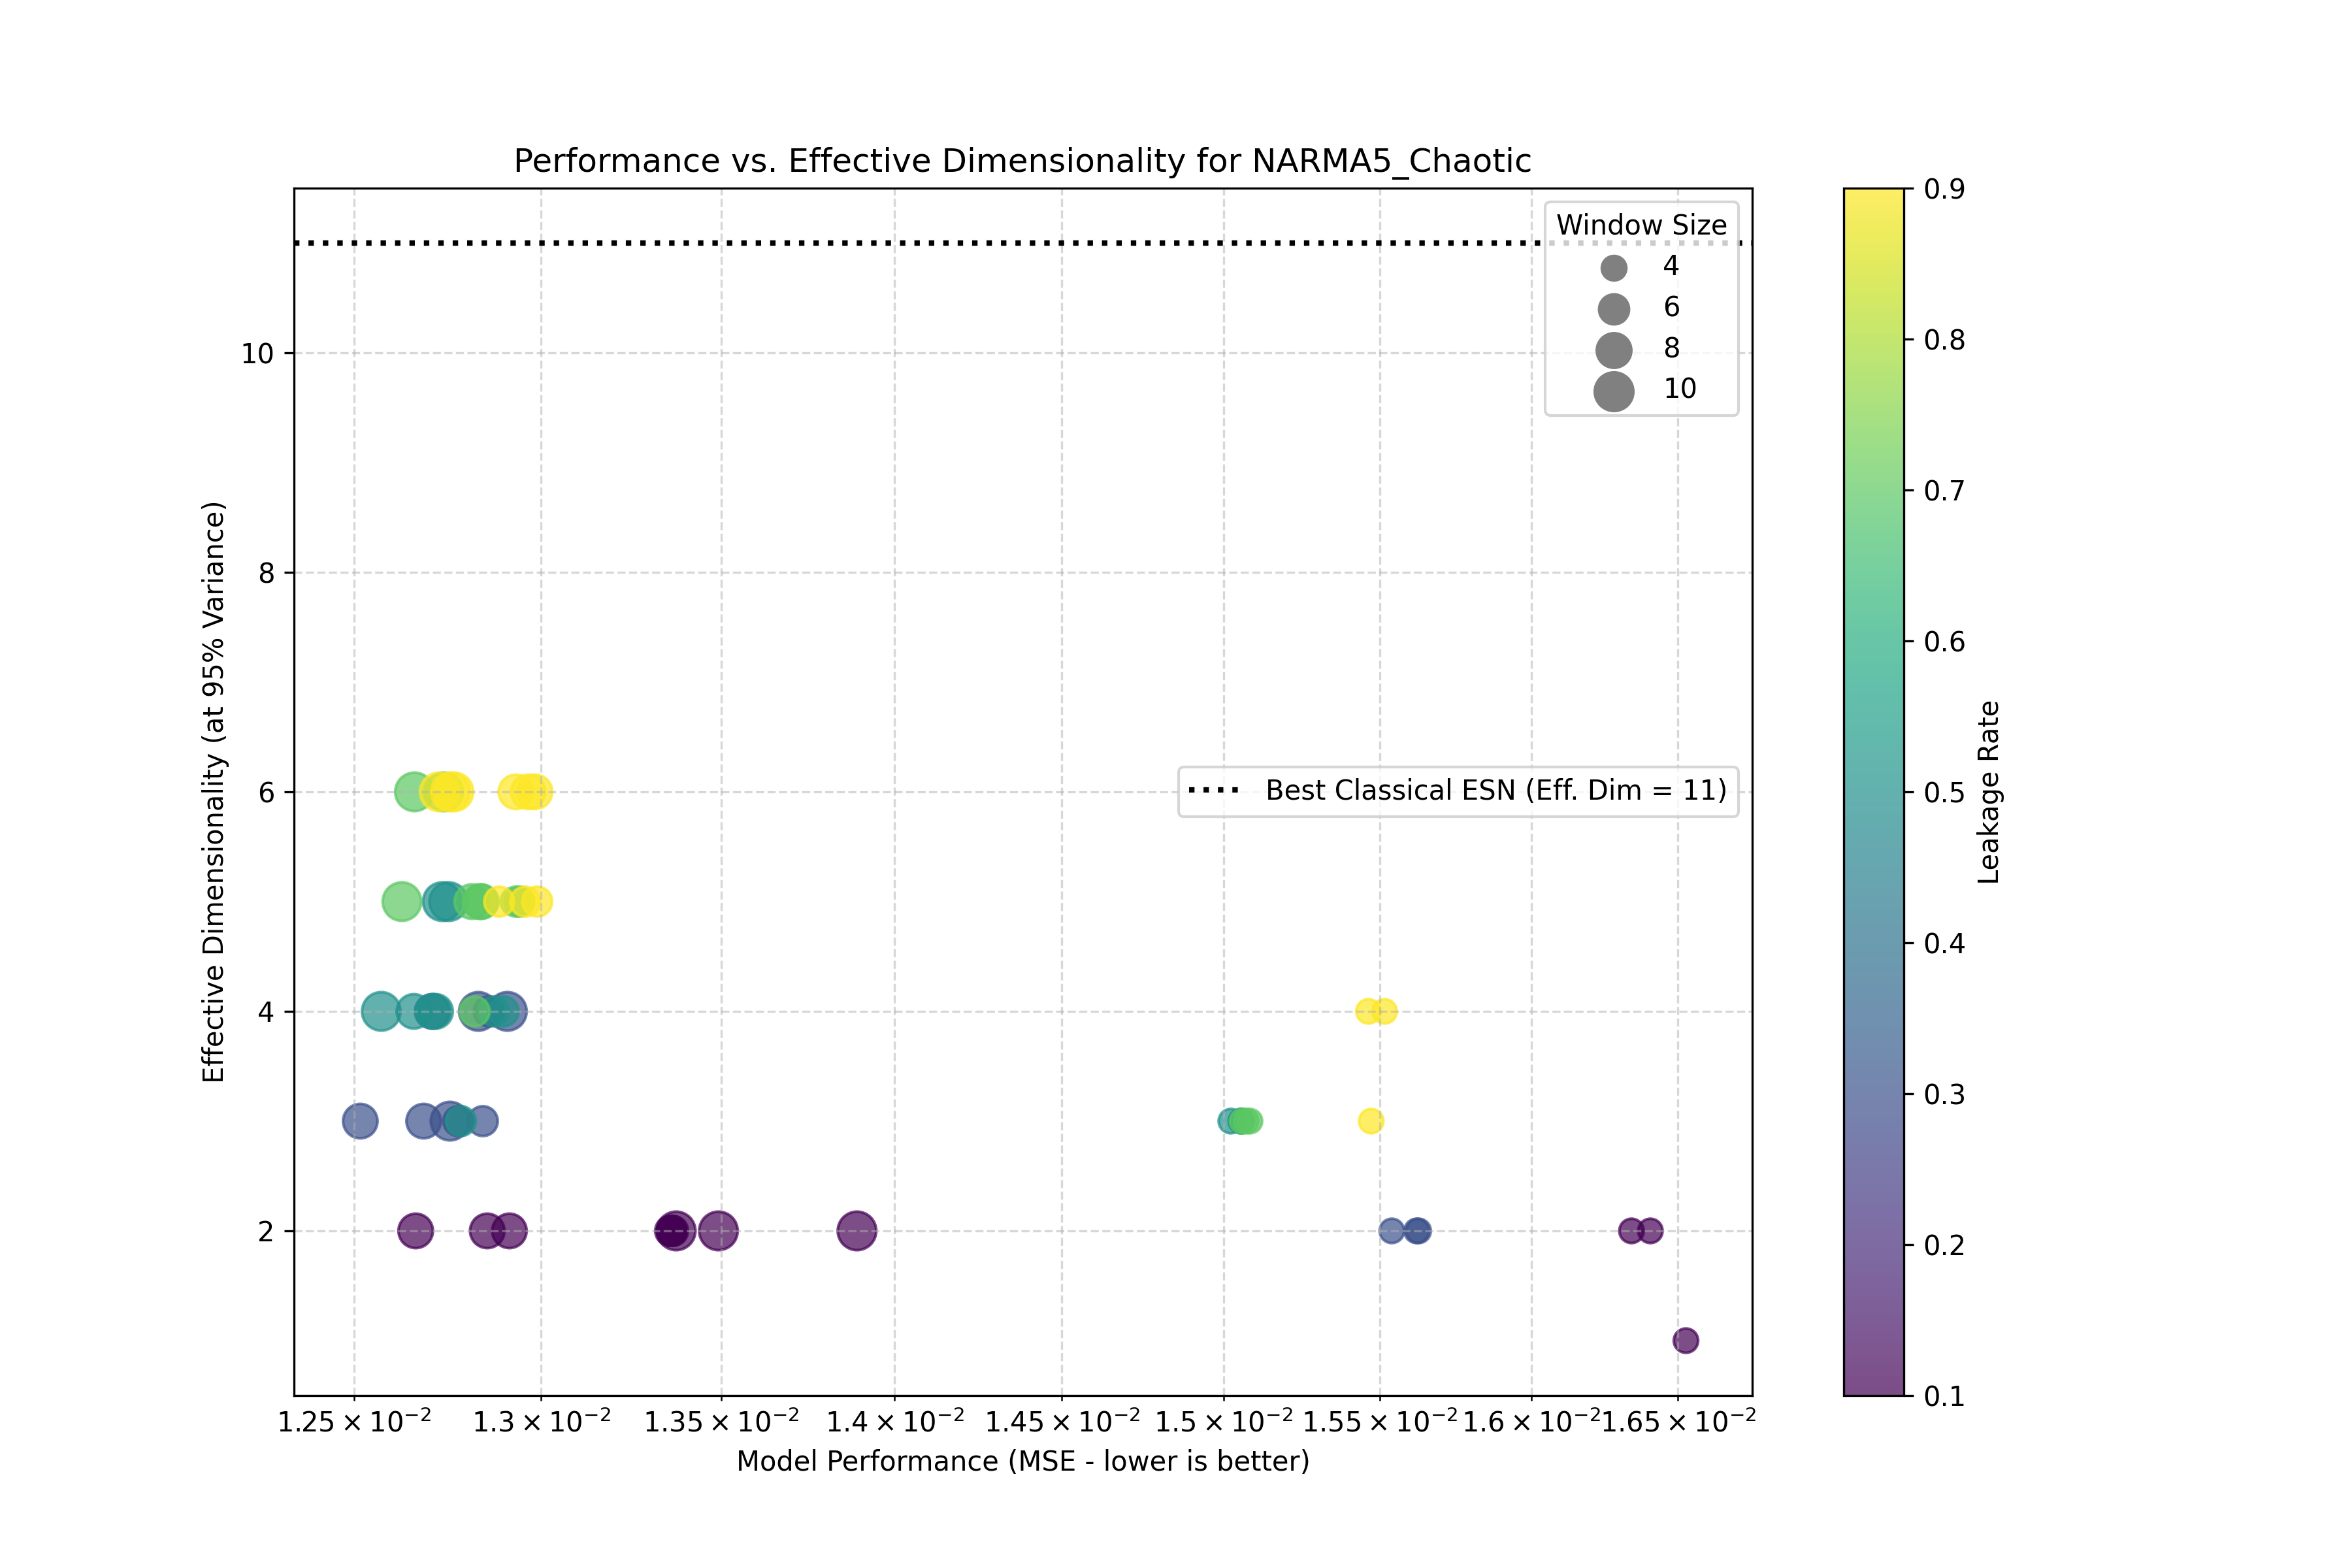 Performance vs. Effective Dimensionality for NARMA5_Chaotic
Window Size
4
6
8
10
Best Classical ESN (Eff. Dim = 11)
Effective Dimensionality (at 95% Variance)
10
8
6
4
2
1.25 × 10⁻²
1.3 × 10⁻²
1.35 × 10⁻²
1.4 × 10⁻²
1.45 × 10⁻²
1.5 × 10⁻²
1.55 × 10⁻²
1.6 × 10⁻²
1.65 × 10⁻²
Model Performance (MSE - lower is better)
0.9
0.8
0.7
0.6
0.5
0.4
0.3
0.2
0.1
Leakage Rate